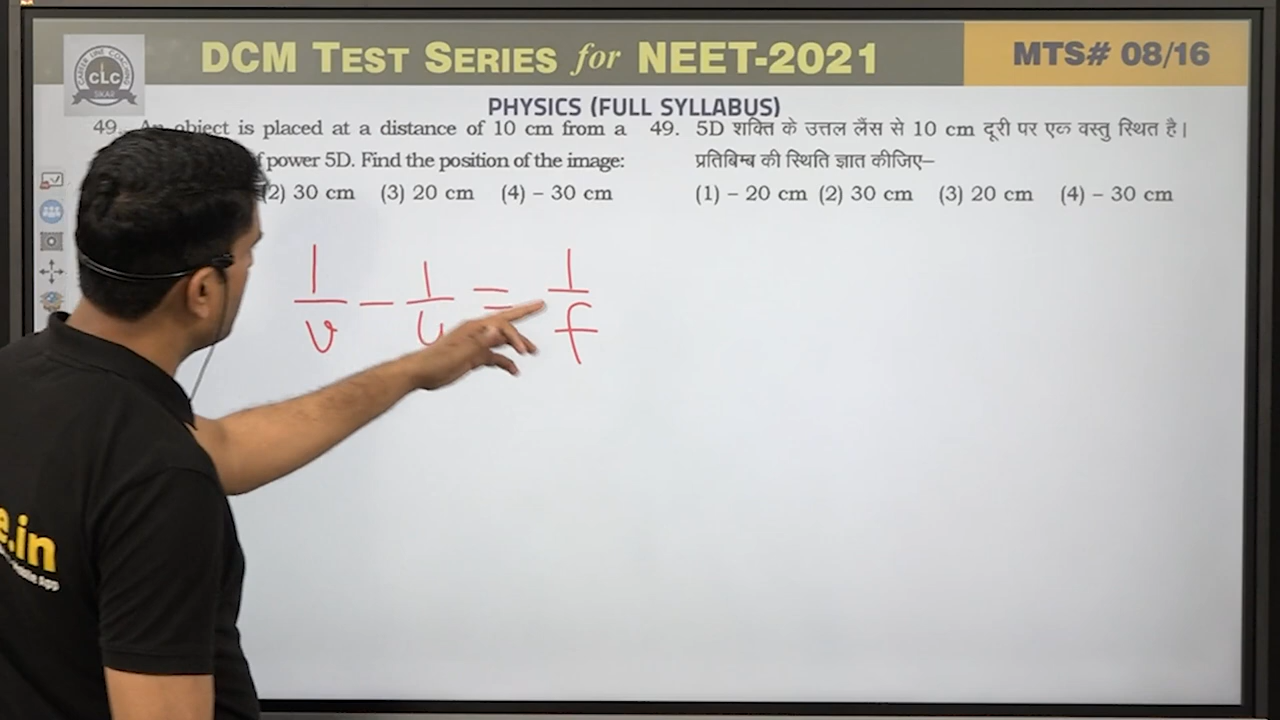 DCM TEST SERIES for NEET-2021
MTS# 08/16
CLC
PHYSICS (FULL SYLLABUS)
49. An object is placed at a distance of 10 cm from a
power 5D. Find the position of the image:
(2) 30 cm (3) 20 cm (4) – 30 cm
49. 5D शक्ति के उत्तल लैंस से 10 cm दूरी पर एक वस्तु स्थित है।
प्रतिबिम्ब की स्थिति ज्ञात कीजिए–
(1) – 20 cm (2) 30 cm (3) 20 cm (4) – 30 cm
1/v – 1/u = 1/f
e.in